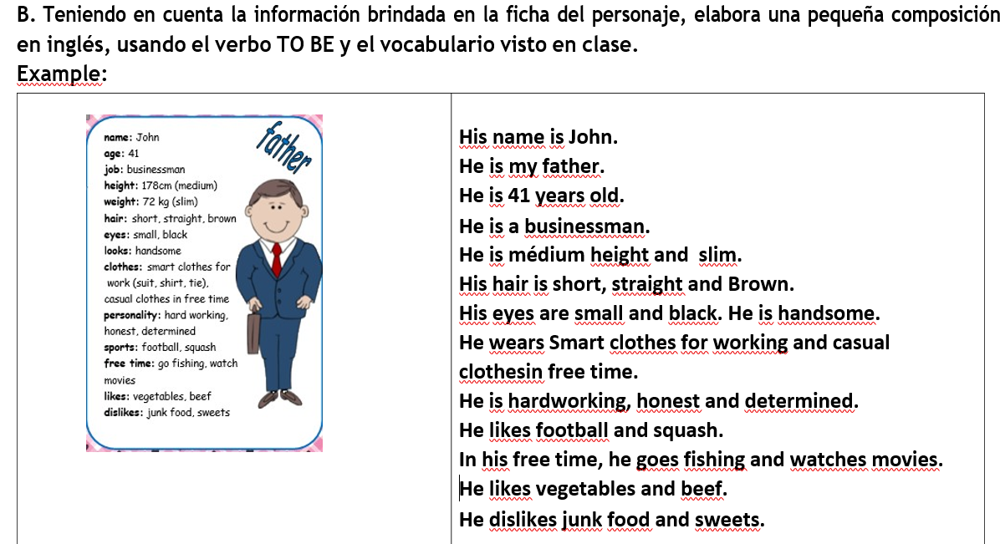 B. Teniendo en cuenta la información brindada en la ficha del personaje, elabora una pequeña composición
en inglés, usando el verbo TO BE y el vocabulario visto en clase.
Example:
father
name: John
age: 41
job: businessman
height: 178cm (medium)
weight: 72 kg (slim)
hair: short, straight, brown
eyes: small, black
looks: handsome
clothes: smart clothes for
work (suit, shirt, tie),
casual clothes in free time
personality: hard working,
honest, determined
sports: football, squash
free time: go fishing, watch
movies
likes: vegetables, beef
dislikes: junk food, sweets
His name is John.
He is my father.
He is 41 years old.
He is a businessman.
He is médium height and slim.
His hair is short, straight and Brown.
His eyes are small and black. He is handsome.
He wears Smart clothes for working and casual
clothesin free time.
He is hardworking, honest and determined.
He likes football and squash.
In his free time, he goes fishing and watches movies.
He likes vegetables and beef.
He dislikes junk food and sweets.